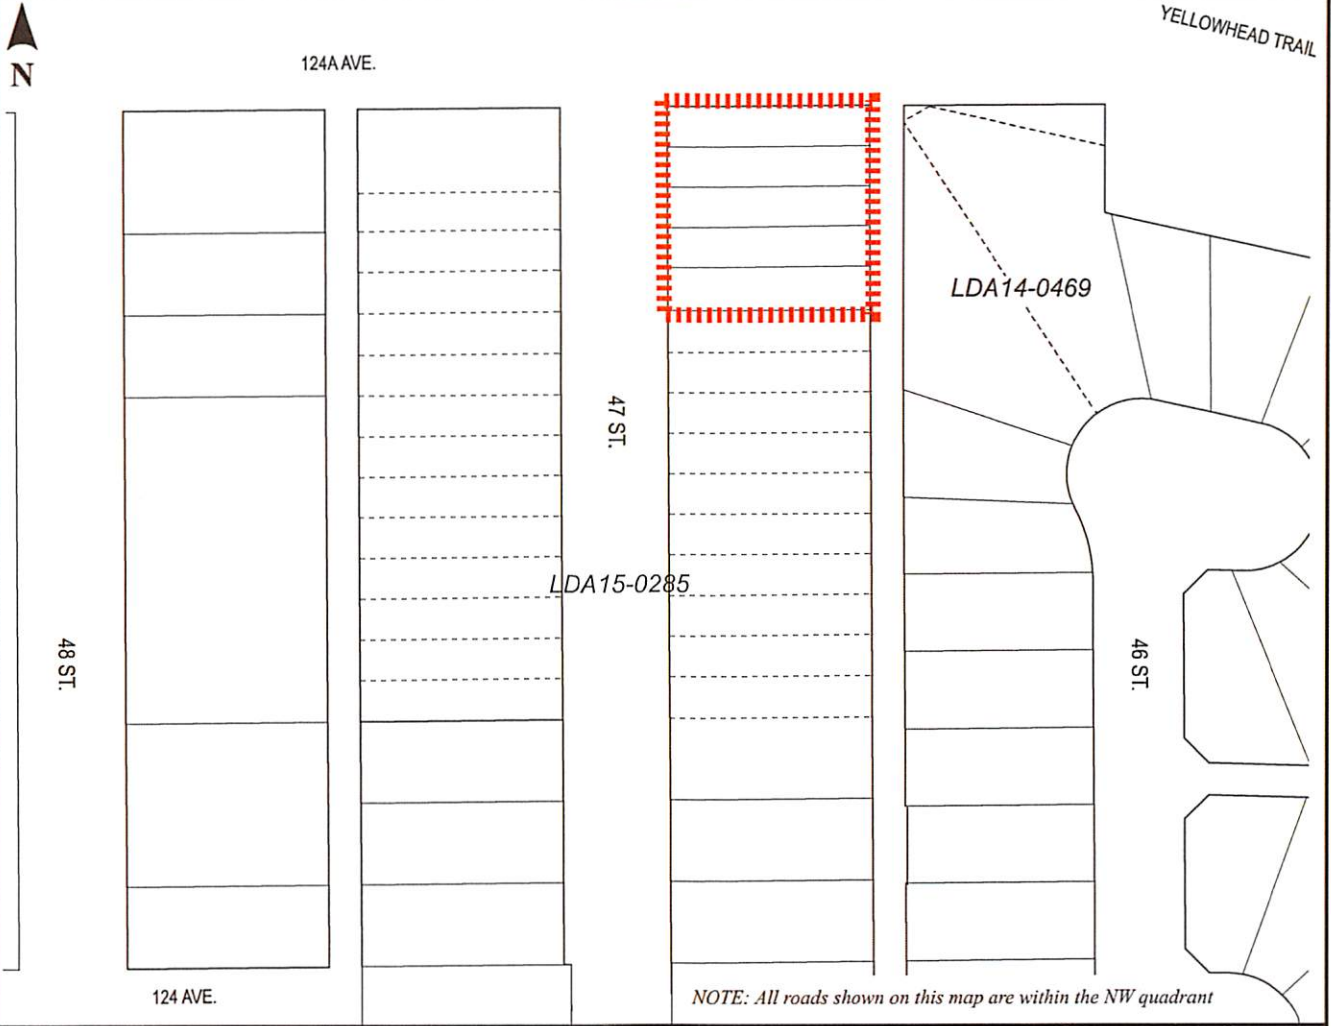 YELLOWHEAD TRAIL
N
124A AVE.
LDA14-0469
47 ST.
LDA15-0285
48 ST.
46 ST.
124 AVE.
NOTE: All roads shown on this map are within the NW quadrant